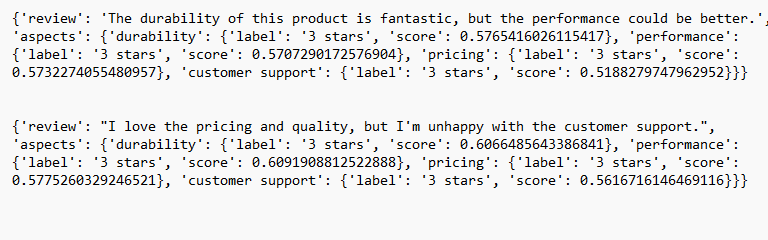 {'review': 'The durability of this product is fantastic, but the performance could be better.',
'aspects': {'durability': {'label': '3 stars', 'score': 0.5765416026115417}, 'performance':
{'label': '3 stars', 'score': 0.5707290172576904}, 'pricing': {'label': '3 stars', 'score':
0.5732274055480957}, 'customer support': {'label': '3 stars', 'score': 0.5188279747962952}}}
{'review': "I love the pricing and quality, but I'm unhappy with the customer support.",
'aspects': {'durability': {'label': '3 stars', 'score': 0.6066485643386841}, 'performance':
{'label': '3 stars', 'score': 0.6091908812522888}, 'pricing': {'label': '3 stars', 'score':
0.5775260329246521}, 'customer support': {'label': '3 stars', 'score': 0.5616716146469116}}}